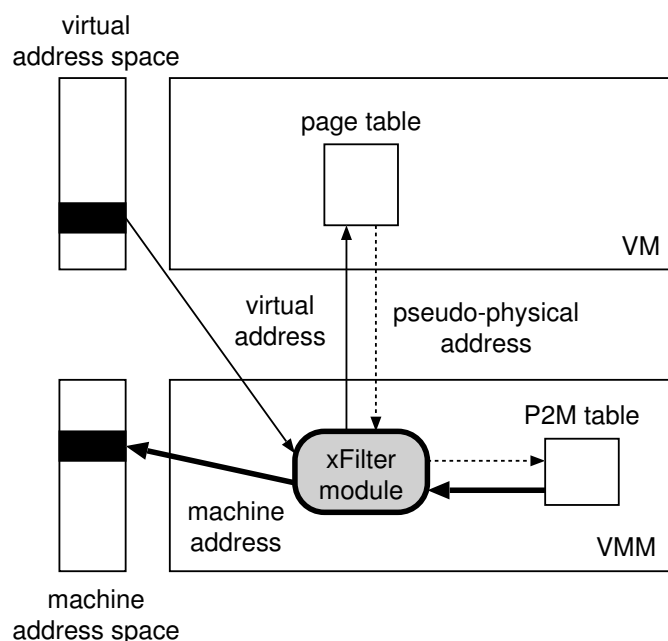 virtual
address space
page table
VM
virtual
address
pseudo-physical
address
P2M table
xFilter
module
machine
address
VMM
machine
address space